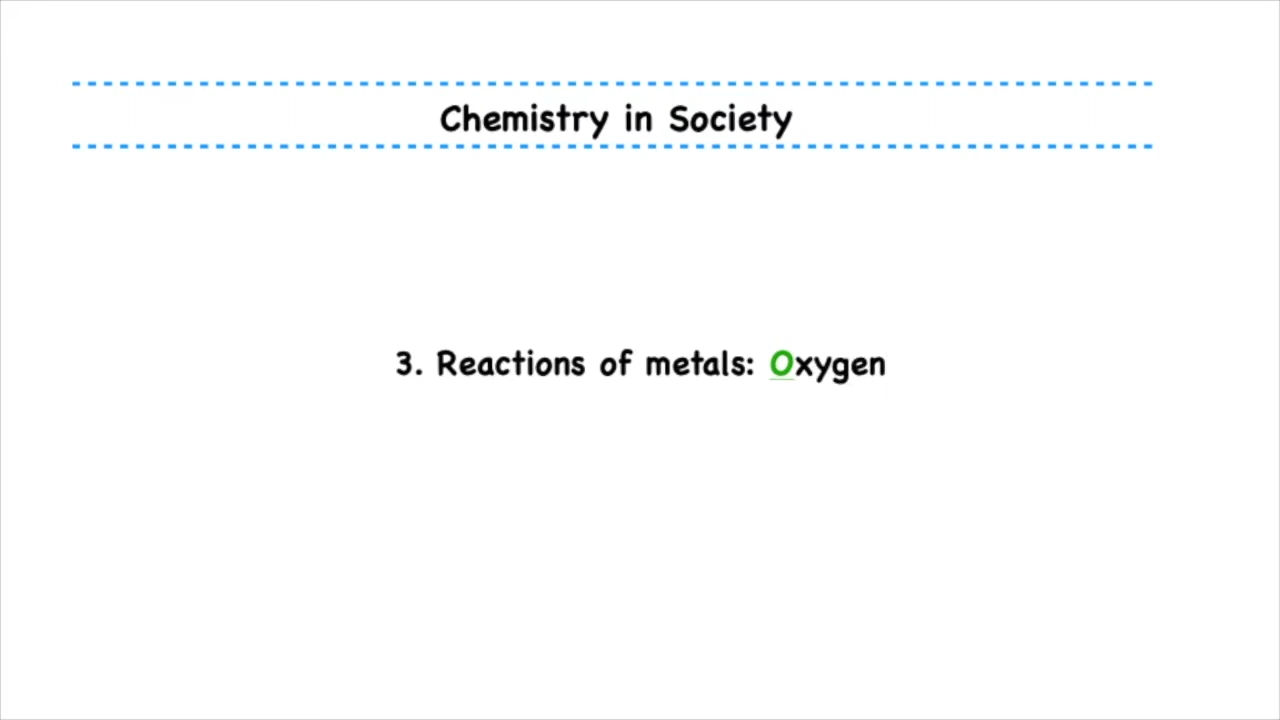 Chemistry in Society
3. Reactions of metals: Oxygen